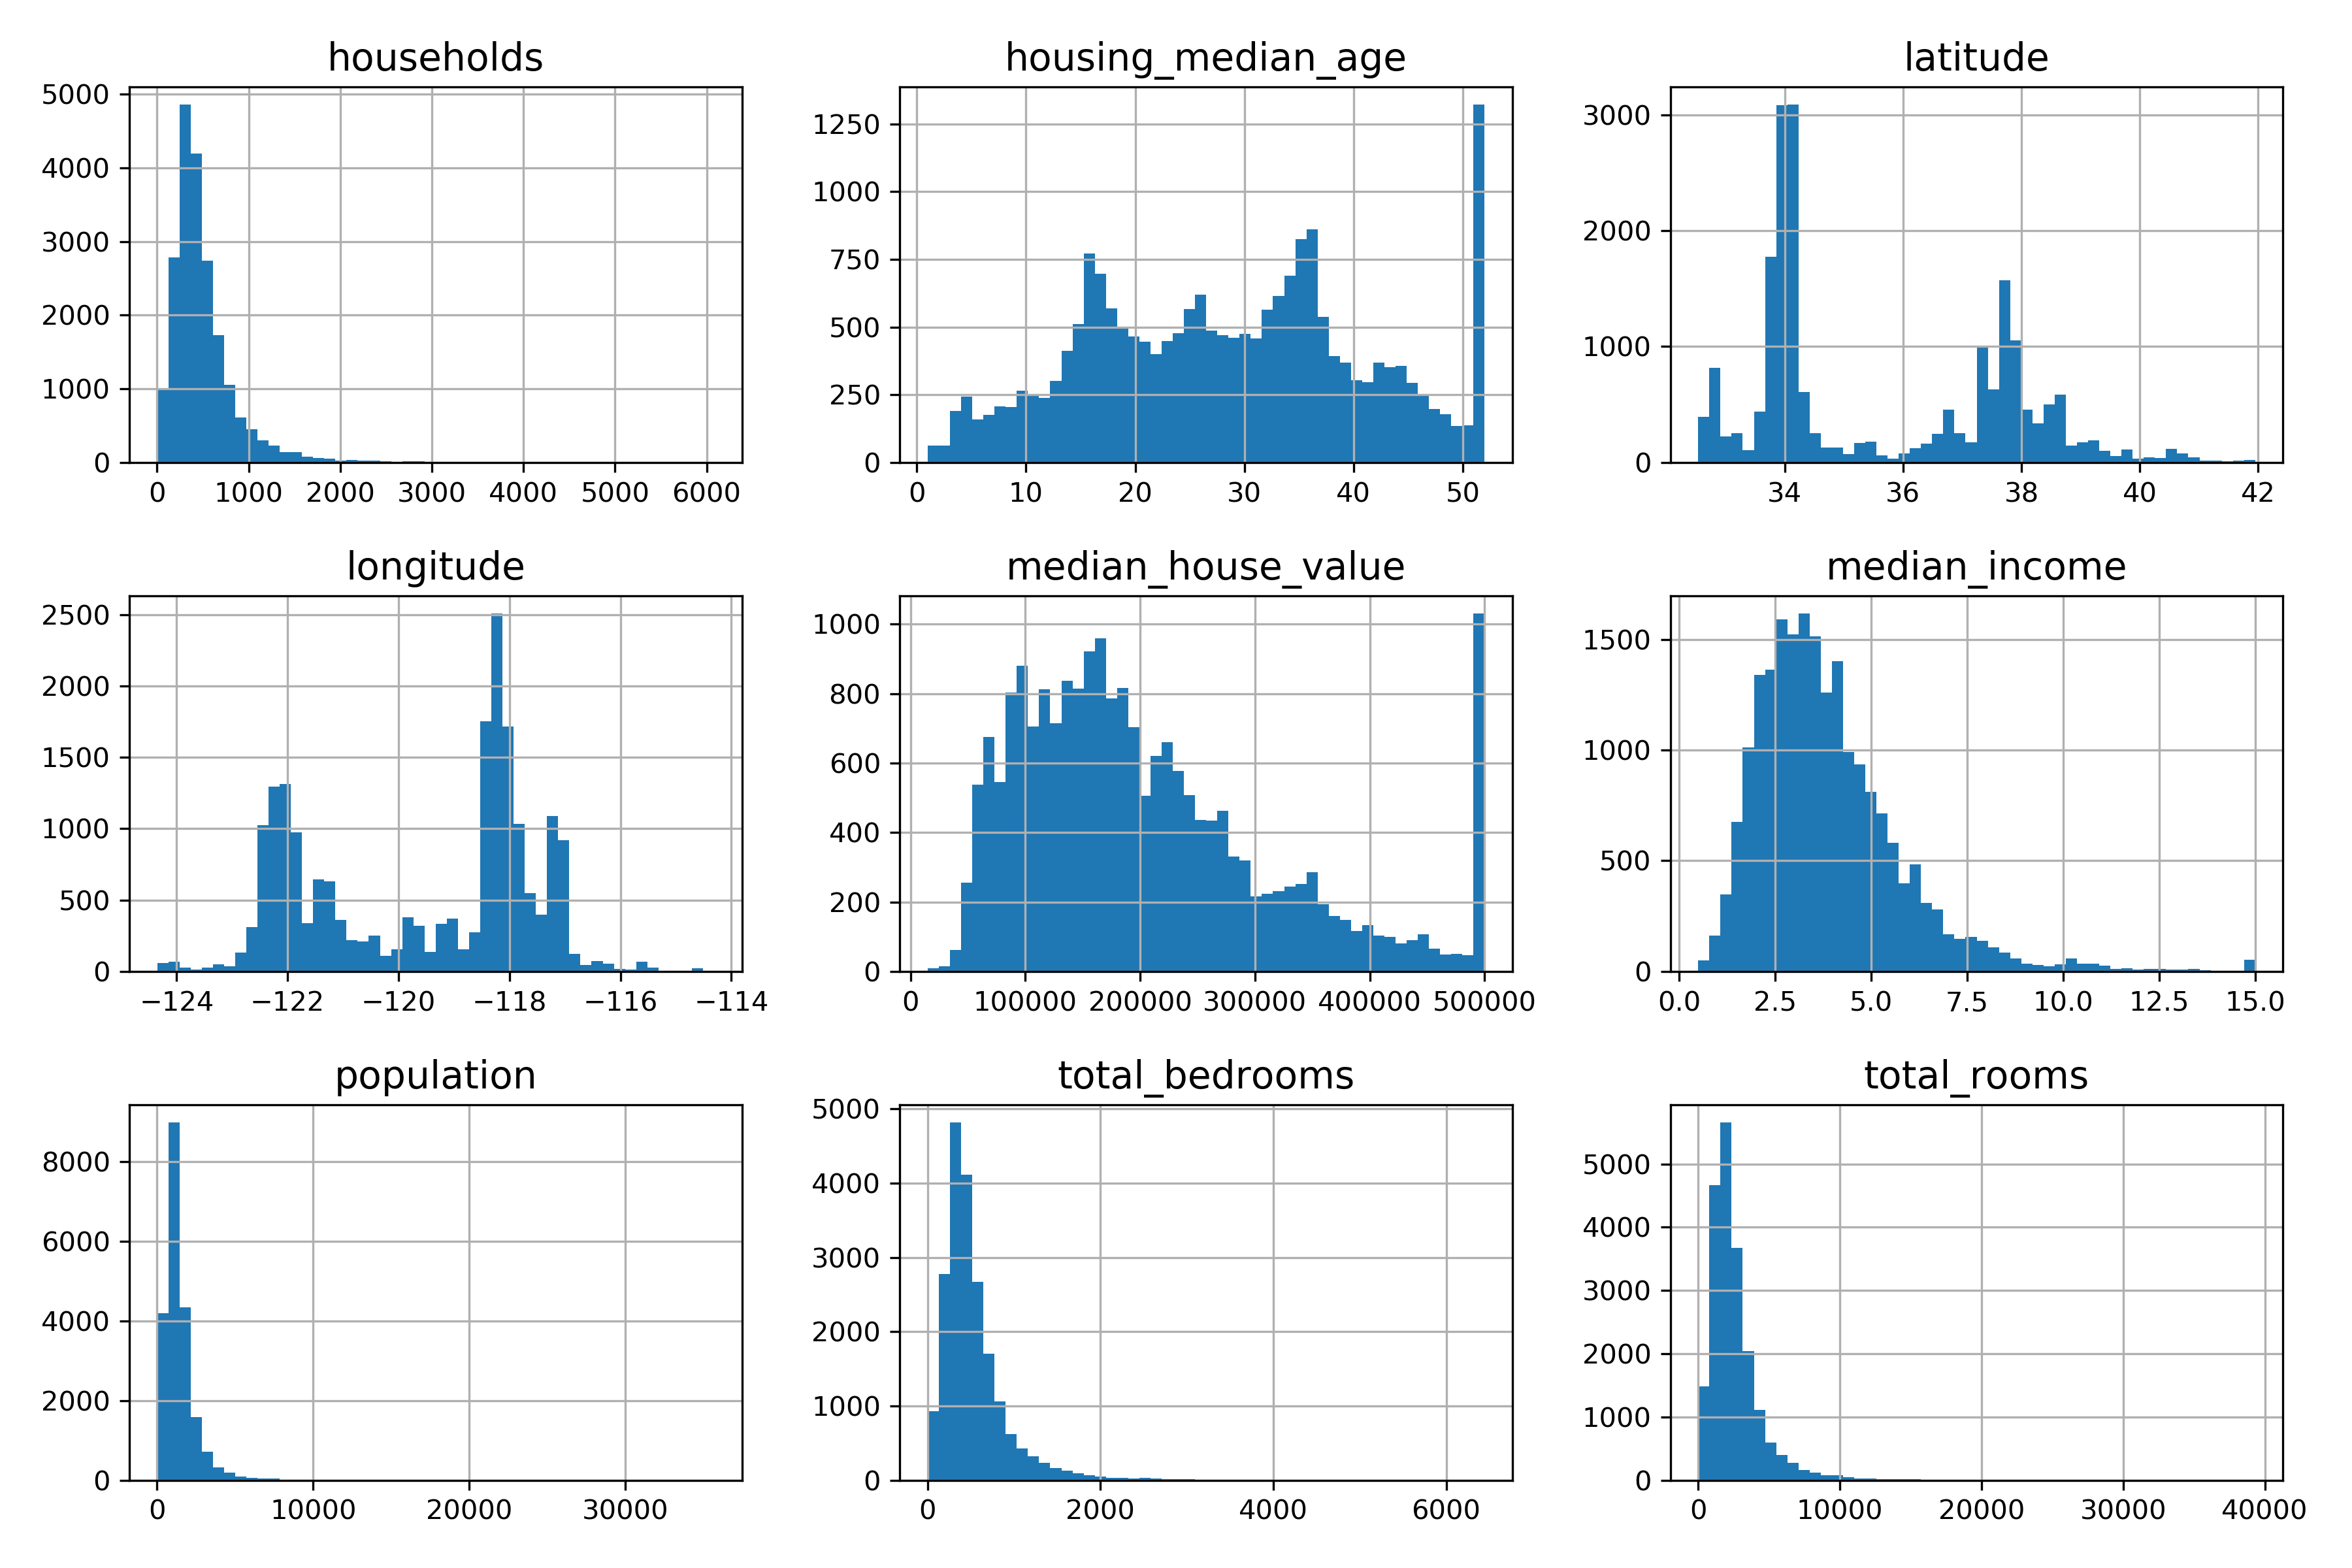 households
5000
4000
3000
2000
1000
0
0 1000 2000 3000 4000 5000 6000
housing_median_age
1250
1000
750
500
250
0
0 10 20 30 40 50
latitude
3000
2000
1000
0
34 36 38 40 42
longitude
2500
2000
1500
1000
500
0
−124 −122 −120 −118 −116 −114
median_house_value
1000
800
600
400
200
0
0 100000 200000 300000 400000 500000
median_income
1500
1000
500
0
0.0 2.5 5.0 7.5 10.0 12.5 15.0
population
8000
6000
4000
2000
0
0 10000 20000 30000
total_bedrooms
5000
4000
3000
2000
1000
0
0 2000 4000 6000
total_rooms
5000
4000
3000
2000
1000
0
0 10000 20000 30000 40000